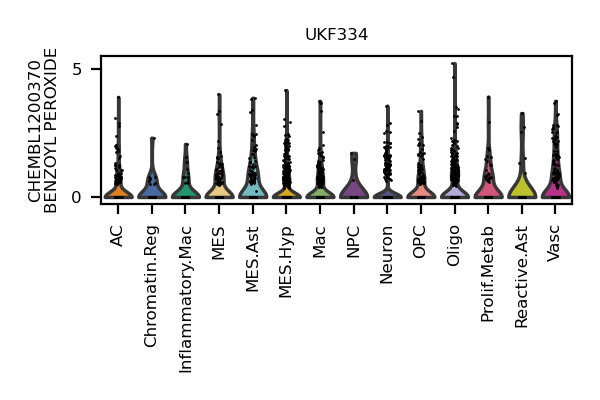 UKF334
CHEMBL1200370
BENZOYL PEROXIDE
5
0
AC
Chromatin.Reg
Inflammatory.Mac
MES
MES.Ast
MES.Hyp
Mac
NPC
Neuron
OPC
Oligo
Prolif.Metab
Reactive.Ast
Vasc